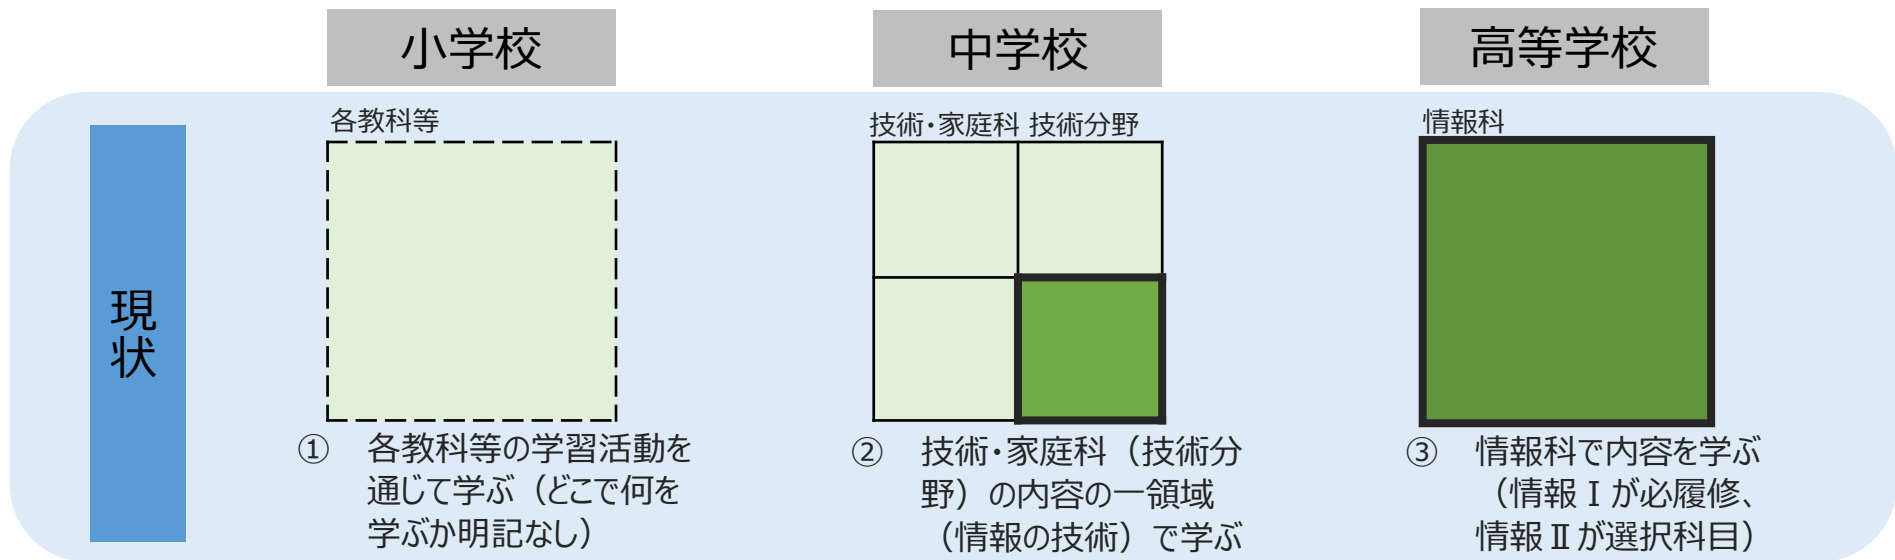 小学校
中学校
高等学校
現状
各教科等
① 各教科等の学習活動を
通じて学ぶ（どこで何を
学ぶか明記なし）
技術・家庭科 技術分野
② 技術・家庭科（技術分
野）の内容の一領域
（情報の技術）で学ぶ
情報科
③ 情報科で内容を学ぶ
（情報Ⅰが必履修、
情報Ⅱが選択科目）